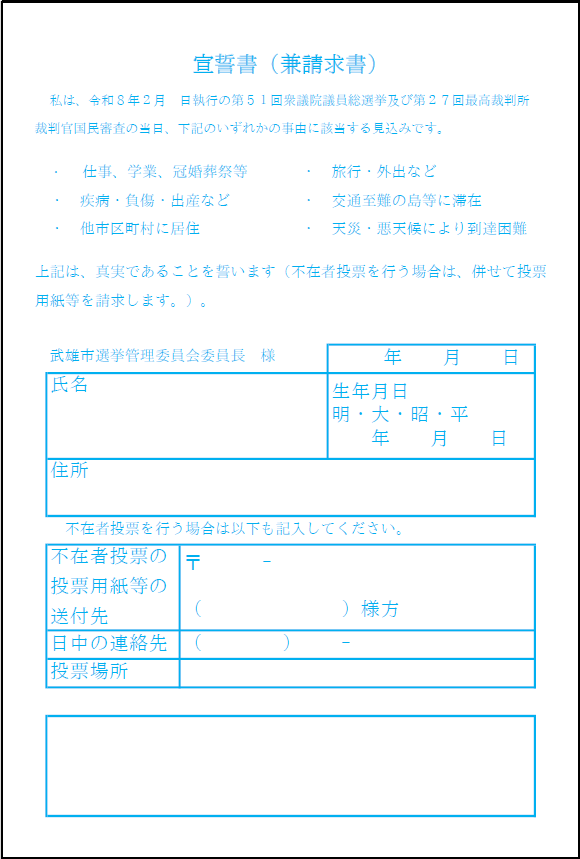 宣誓書（兼請求書）
私は、令和８年２月　日執行の第５１回衆議院議員総選挙及び第２７回最高裁判所
裁判官国民審査の当日、下記のいずれかの事由に該当する見込みです。
・　仕事、学業、冠婚葬祭等　・　旅行・外出など
・　疾病・負傷・出産など　・　交通至難の島等に滞在
・　他市区町村に居住　・　天災・悪天候により到達困難
上記は、真実であることを誓います（不在者投票を行う場合は、併せて投票
用紙等を請求します。）。
武雄市選挙管理委員会委員長　様　年　月　日
氏名
生年月日
明・大・昭・平
年　月　日
住所
不在者投票を行う場合は以下も記入してください。
不在者投票の
投票用紙等の
送付先
〒　－
（　）様方
日中の連絡先　（　）　－
投票場所